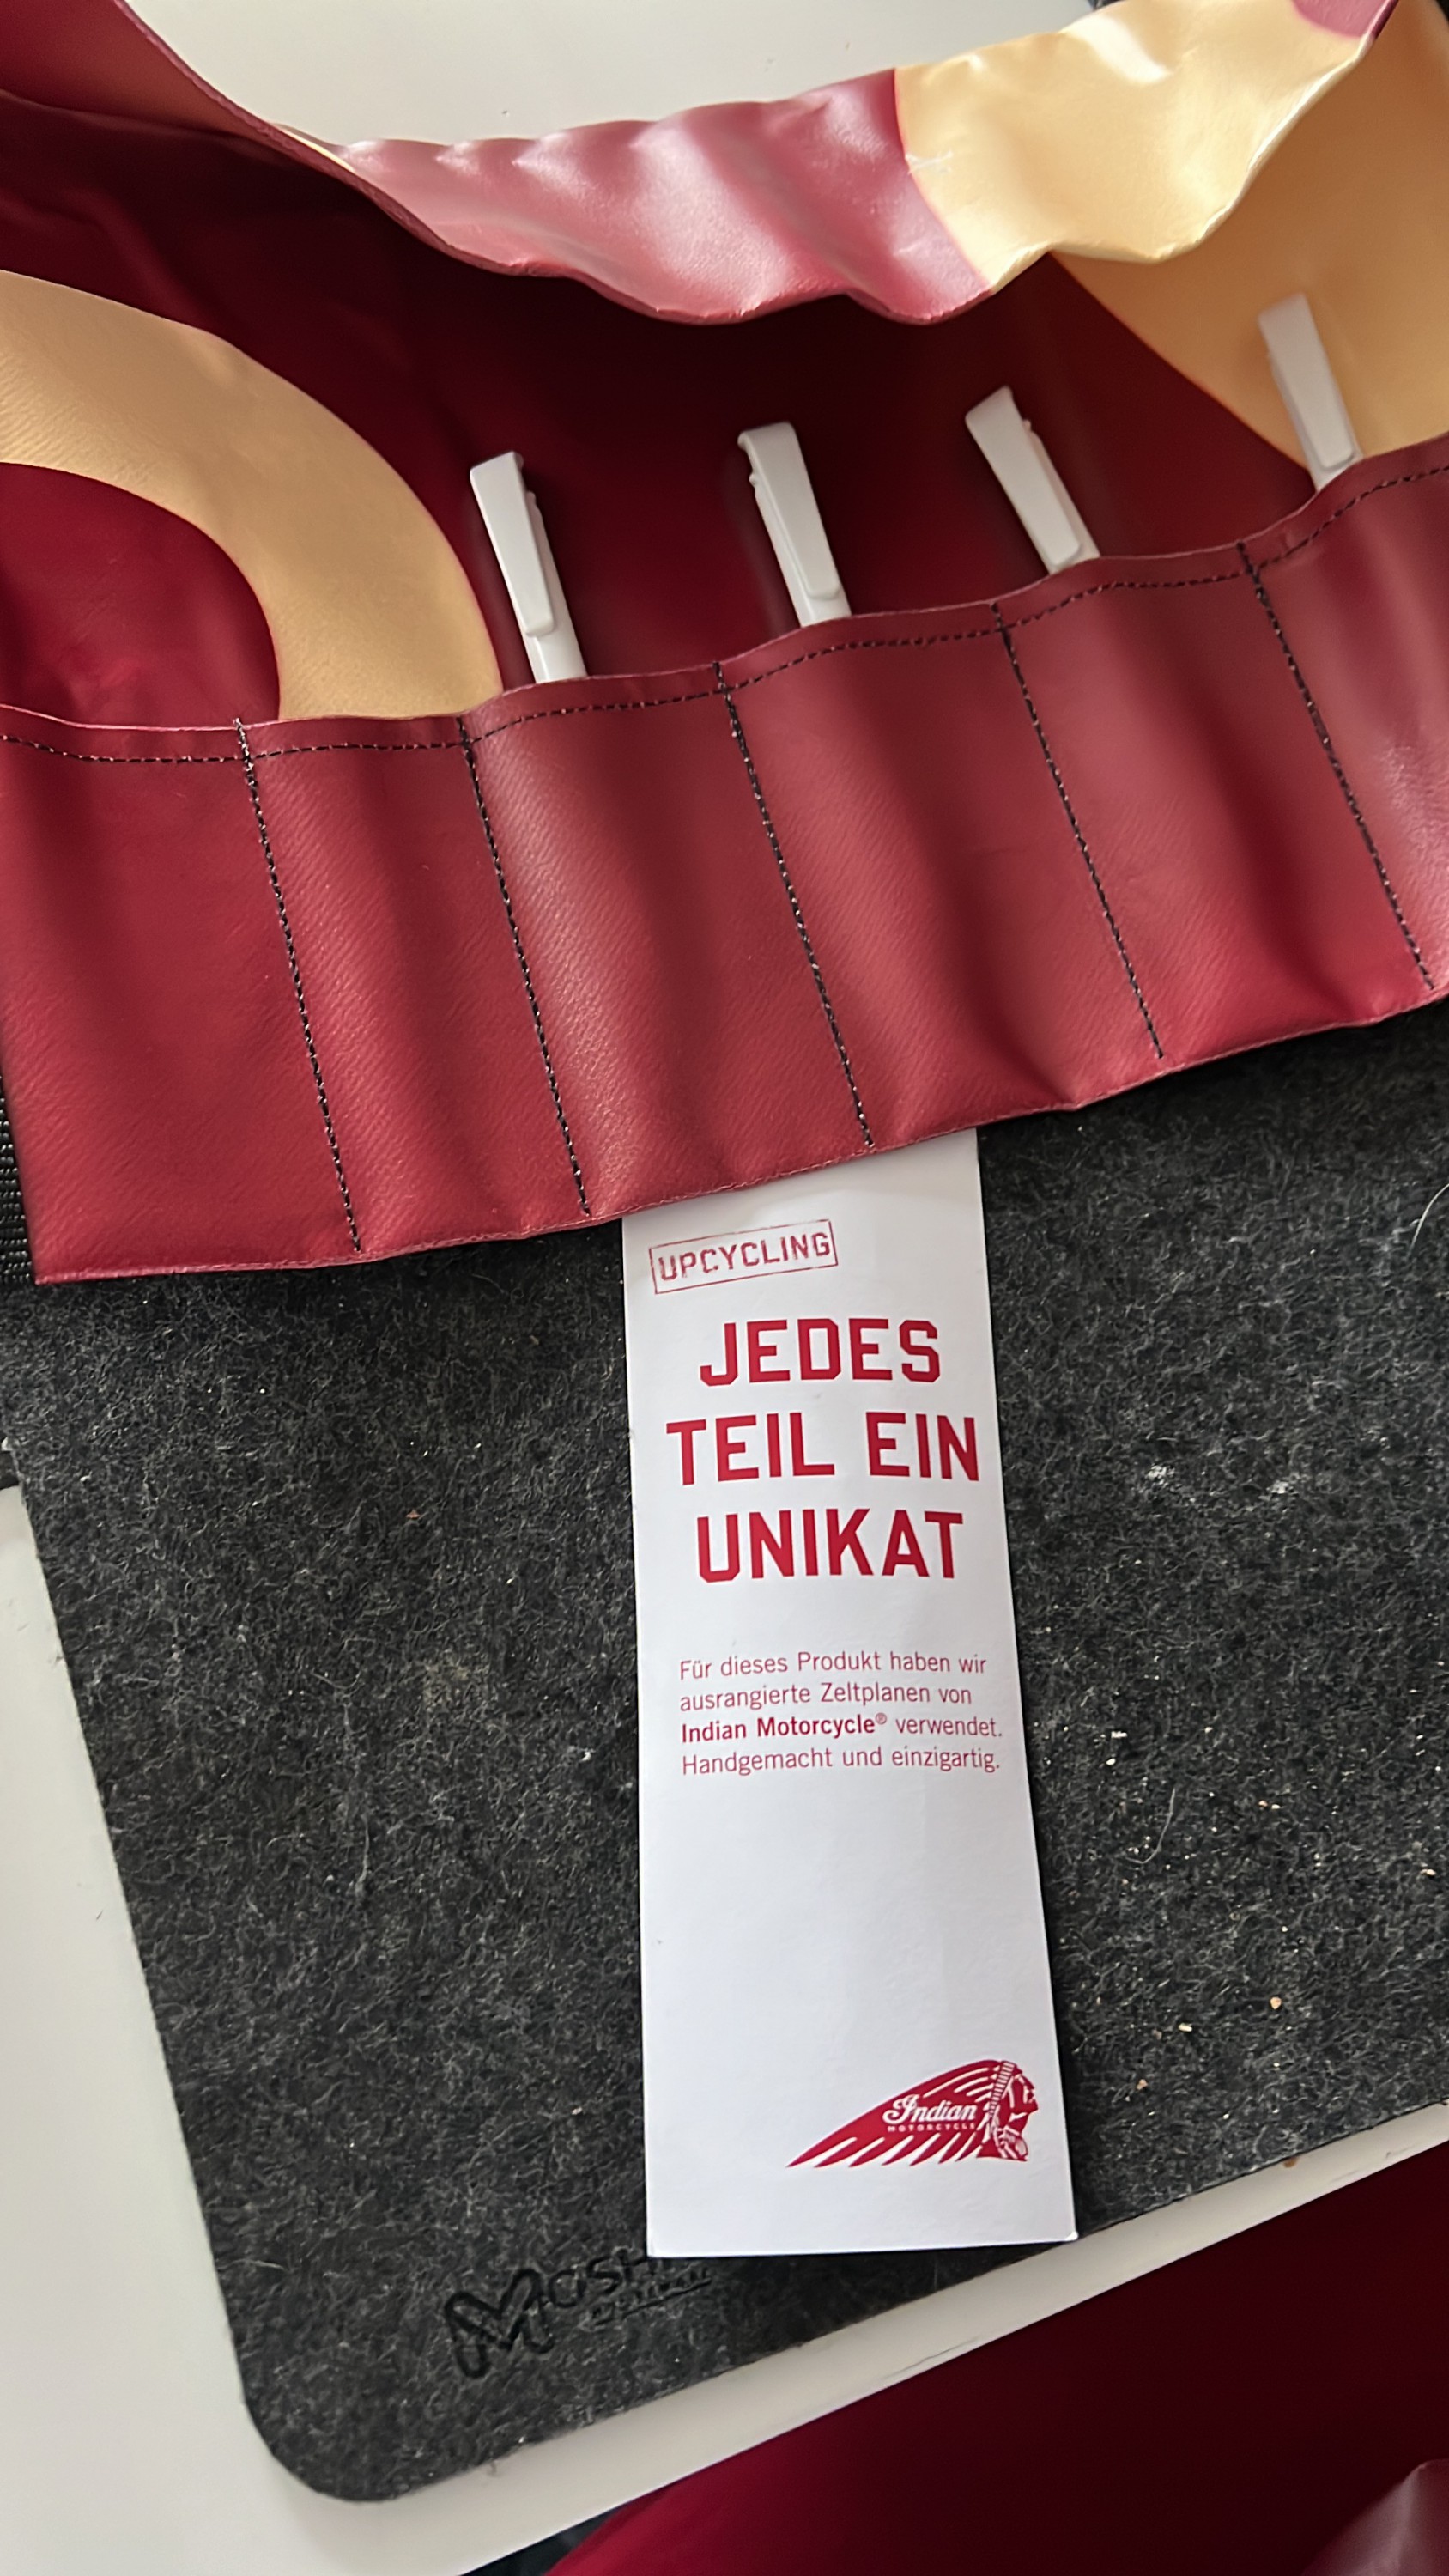 UPCYCLING
JEDES
TEIL EIN
UNIKAT
Für dieses Produkt haben wir
ausrangierte Zeltplanen von
Indian Motorcycle® verwendet.
Handgemacht und einzigartig.
Indian
MOTORCYCLE